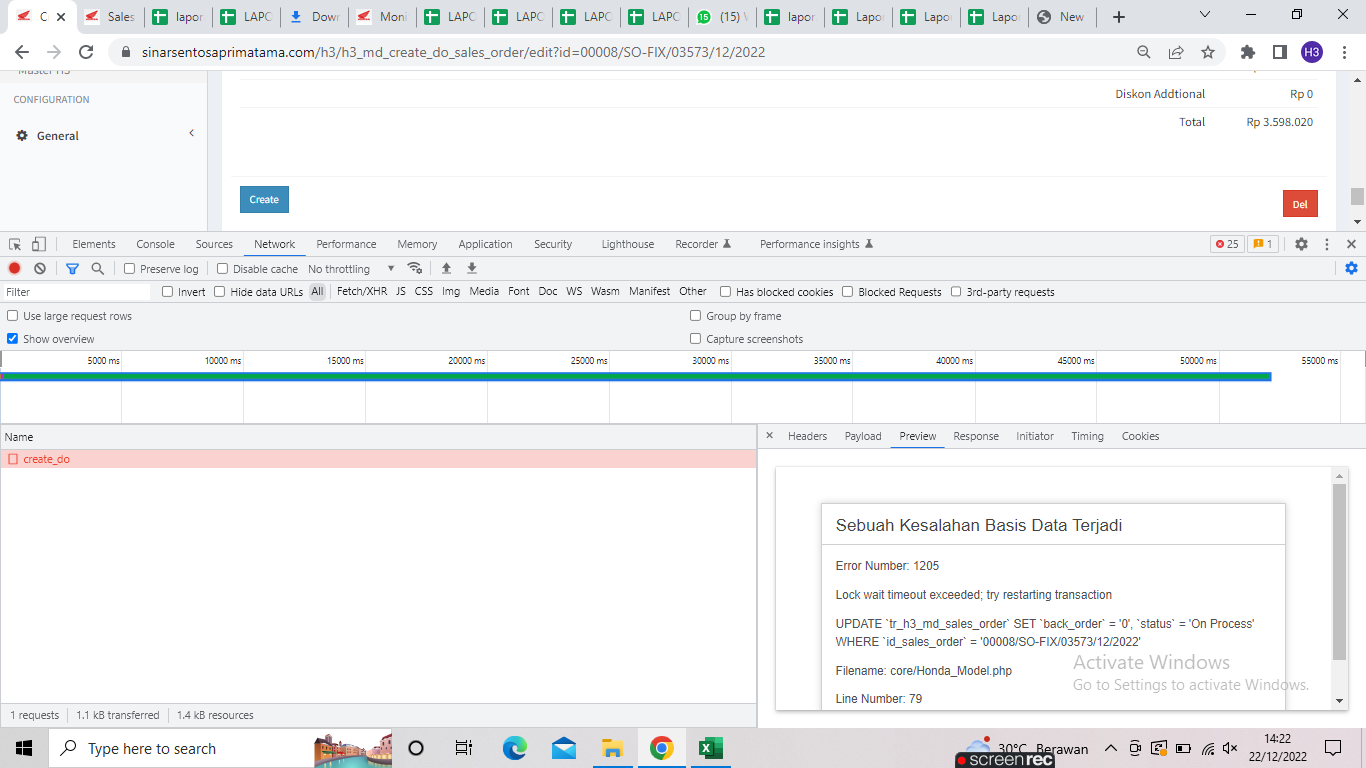 C
Sales
lapor
LAPC
Down
Moni
LAPC
LAPC
LAPC
LAPC
(15)
lapor
Lapo
Lapo
Lapo
New
sinarsentosaprimatama.com/h3/h3_md_create_do_sales_order/edit?id=00008/SO-FIX/03573/12/2022
H3
Master H3
CONFIGURATION
General
Diskon Addtional Rp 0
Total Rp 3.598.020
Create
Del
Elements Console Sources Network Performance Memory Application Security Lighthouse Recorder Performance insights 25 1
Preserve log Disable cache No throttling
Filter Invert Hide data URLs All Fetch/XHR JS CSS Img Media Font Doc WS Wasm Manifest Other Has blocked cookies Blocked Requests 3rd-party requests
Use large request rows Group by frame
Show overview Capture screenshots
5000 ms 10000 ms 15000 ms 20000 ms 25000 ms 30000 ms 35000 ms 40000 ms 45000 ms 50000 ms 55000 ms
Name
Headers Payload Preview Response Initiator Timing Cookies
create_do
Sebuah Kesalahan Basis Data Terjadi
Error Number: 1205
Lock wait timeout exceeded; try restarting transaction
UPDATE `tr_h3_md_sales_order` SET `back_order` = '0', `status` = 'On Process'
WHERE `id_sales_order` = '00008/SO-FIX/03573/12/2022'
Filename: core/Honda_Model.php
Line Number: 79
Activate Windows
Go to Settings to activate Windows.
1 requests 1.1 kB transferred 1.4 kB resources
Type here to search
30°C Berawan
14:22
22/12/2022
screenrec